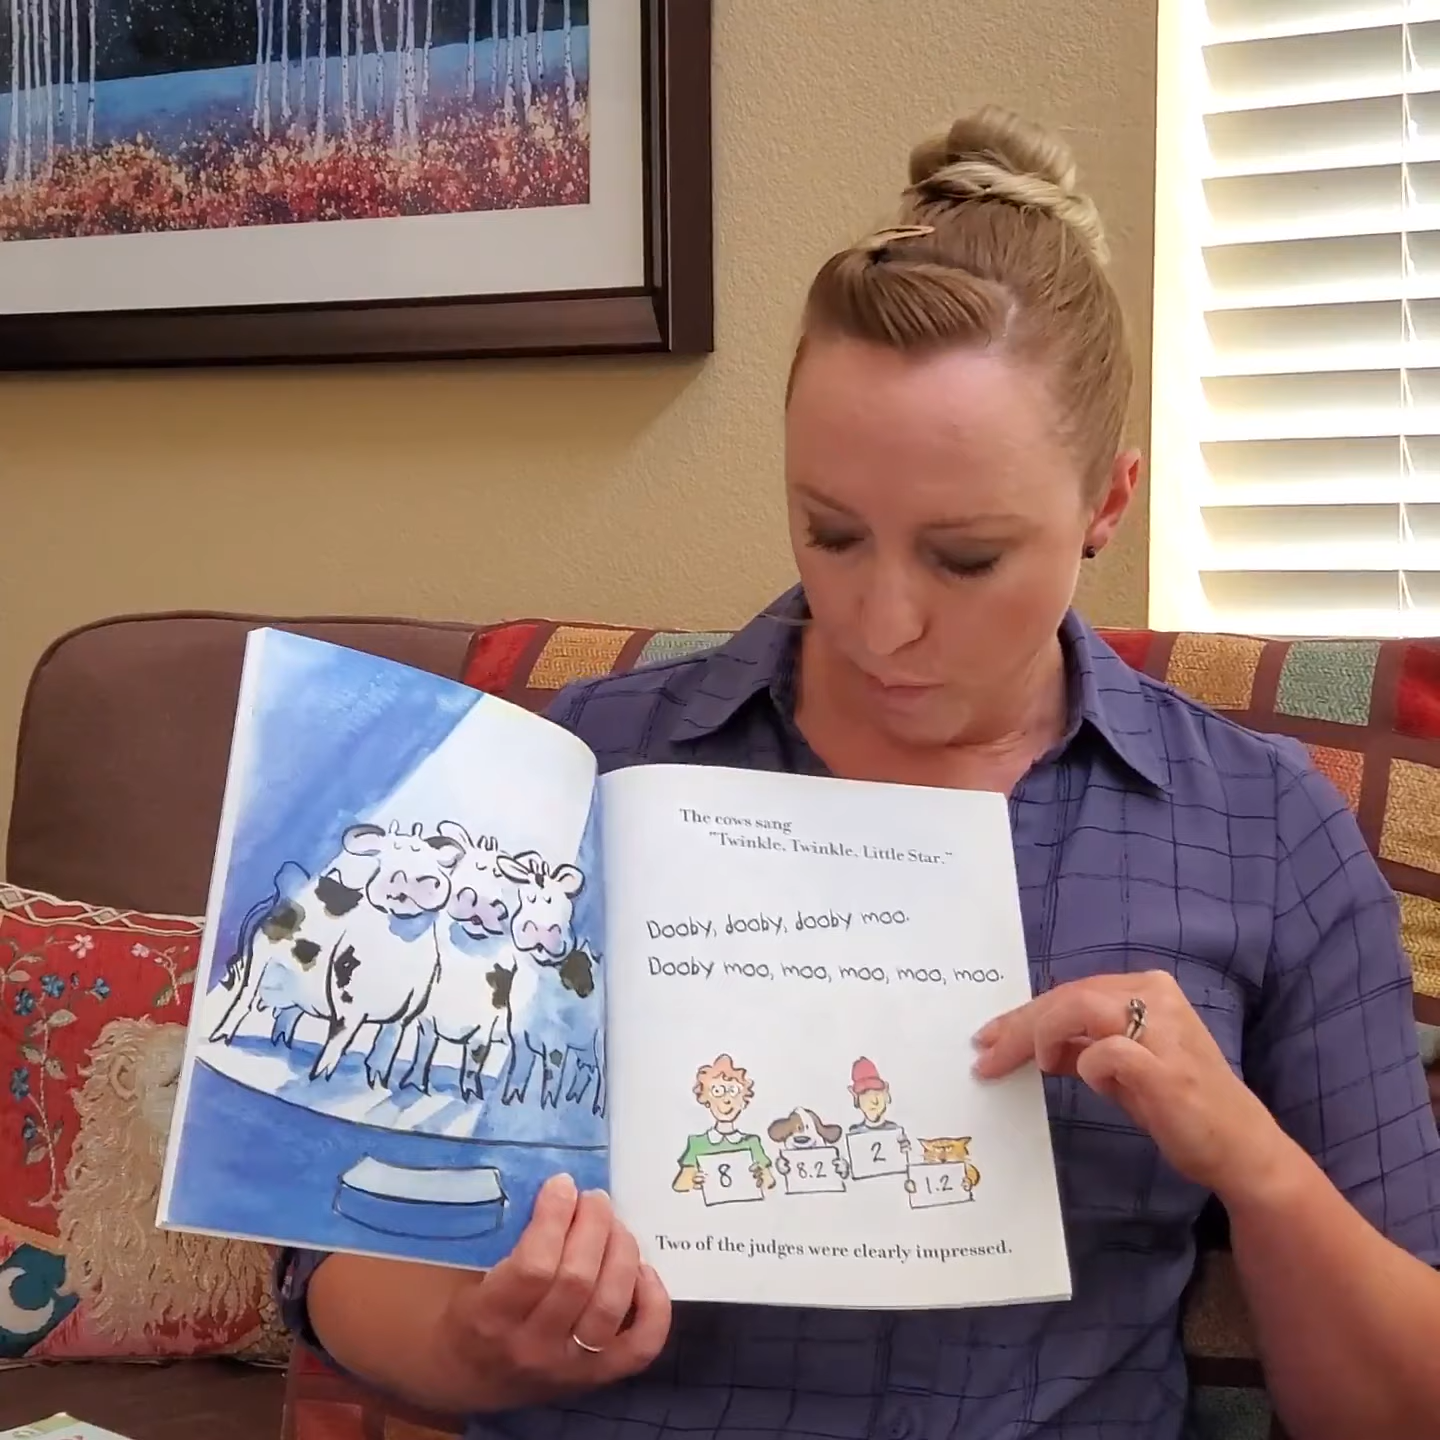 The cows sang
"Twinkle, Twinkle, Little Star."
Dooby, dooby, dooby moo.
Dooby moo, moo, moo, moo, moo.
8
8.2
2
1.2
Two of the judges were clearly impressed.